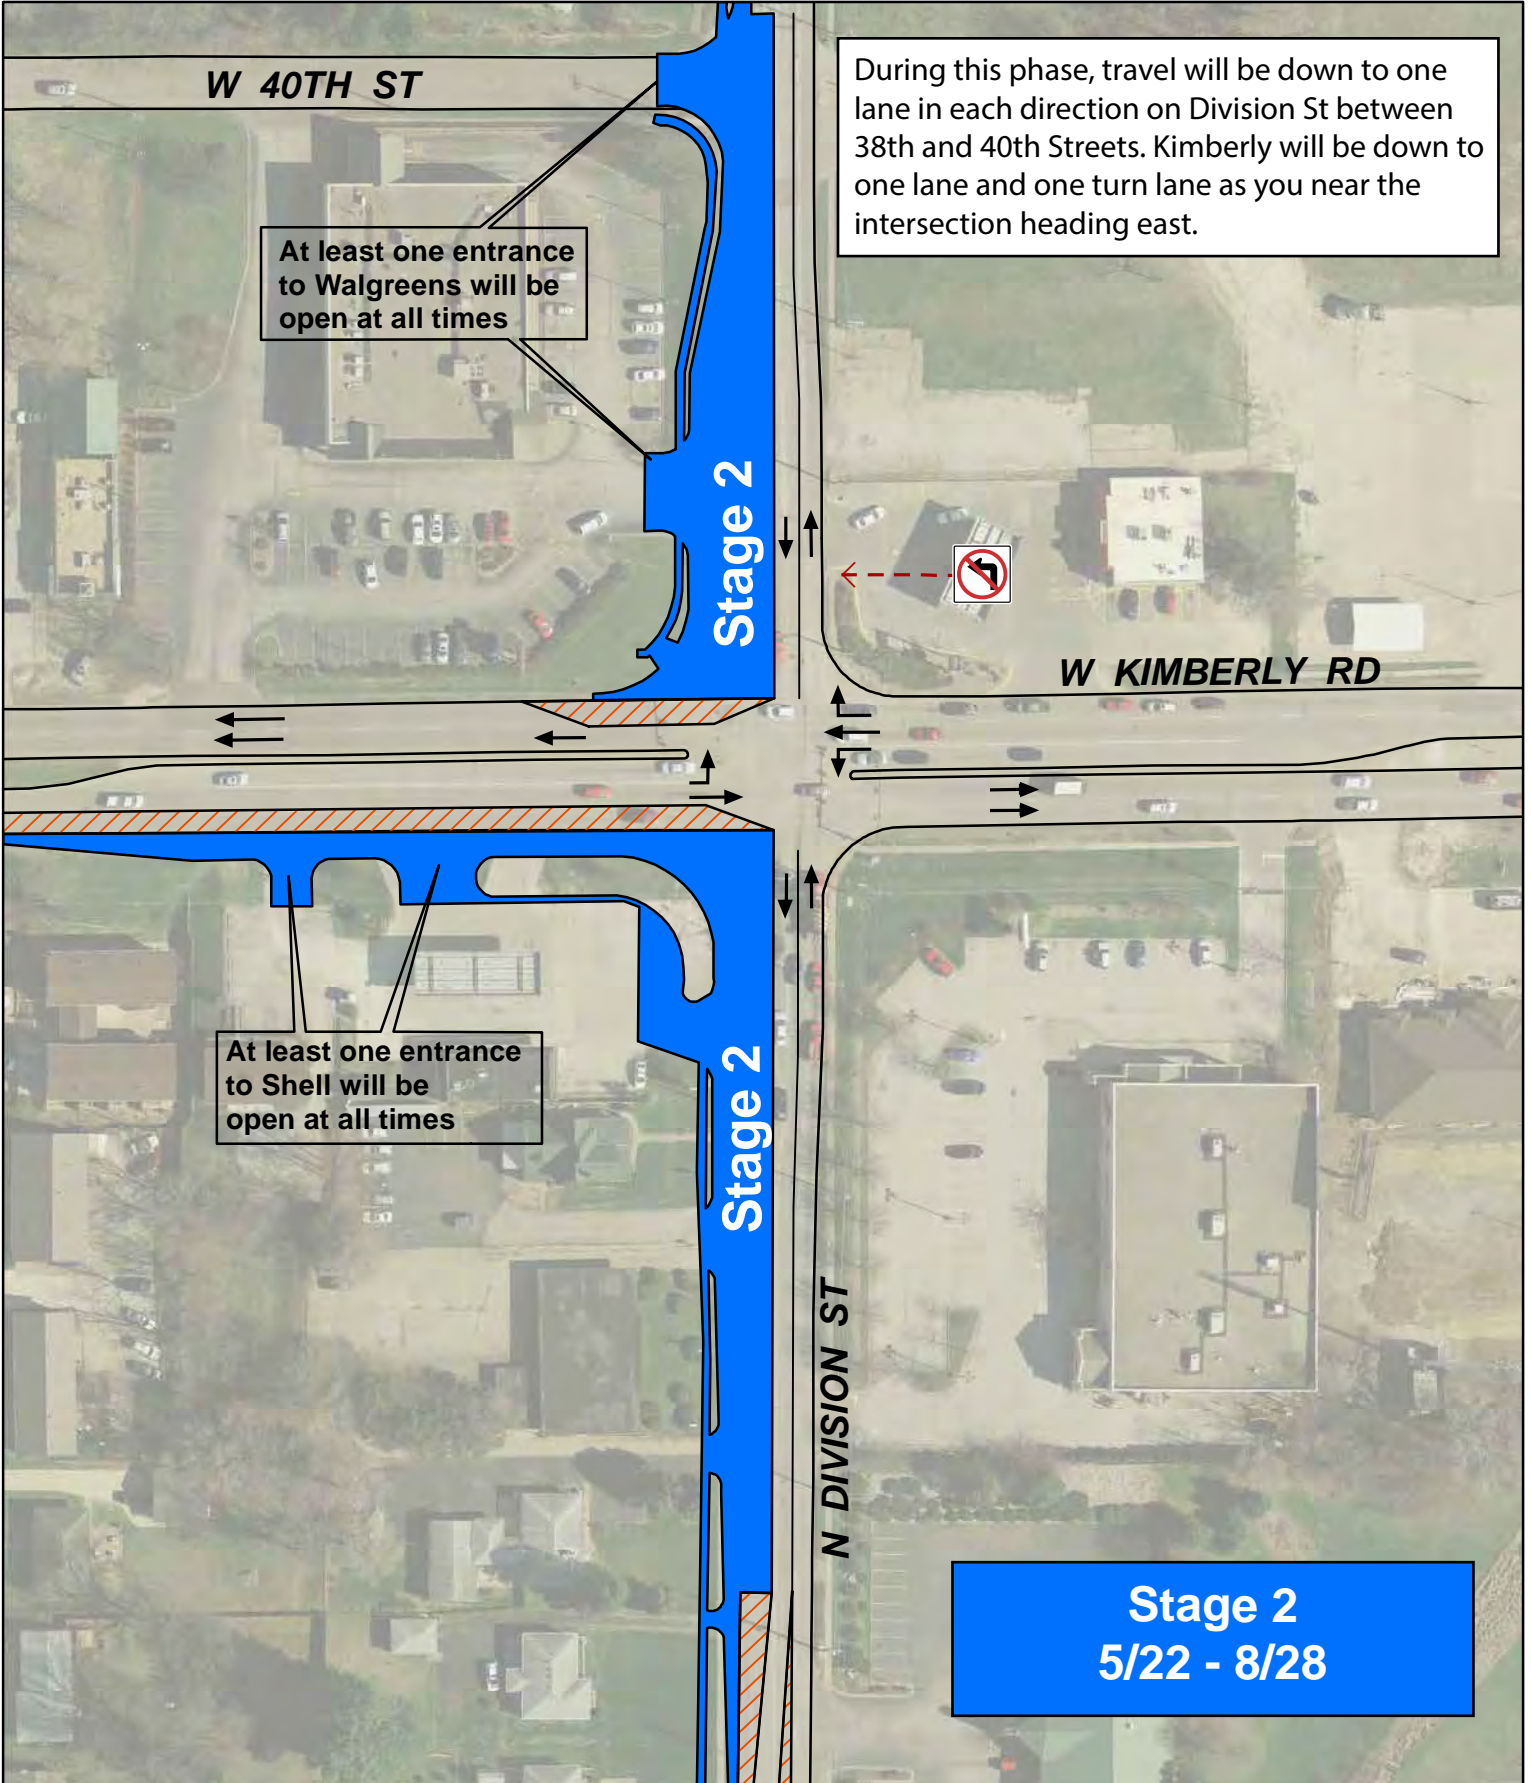 W 40TH ST
During this phase, travel will be down to one
lane in each direction on Division St between
38th and 40th Streets. Kimberly will be down to
one lane and one turn lane as you near the
intersection heading east.
At least one entrance
to Walgreens will be
open at all times
Stage 2
W KIMBERLY RD
At least one entrance
to Shell will be
open at all times
Stage 2
N DIVISION ST
Stage 2
5/22 - 8/28